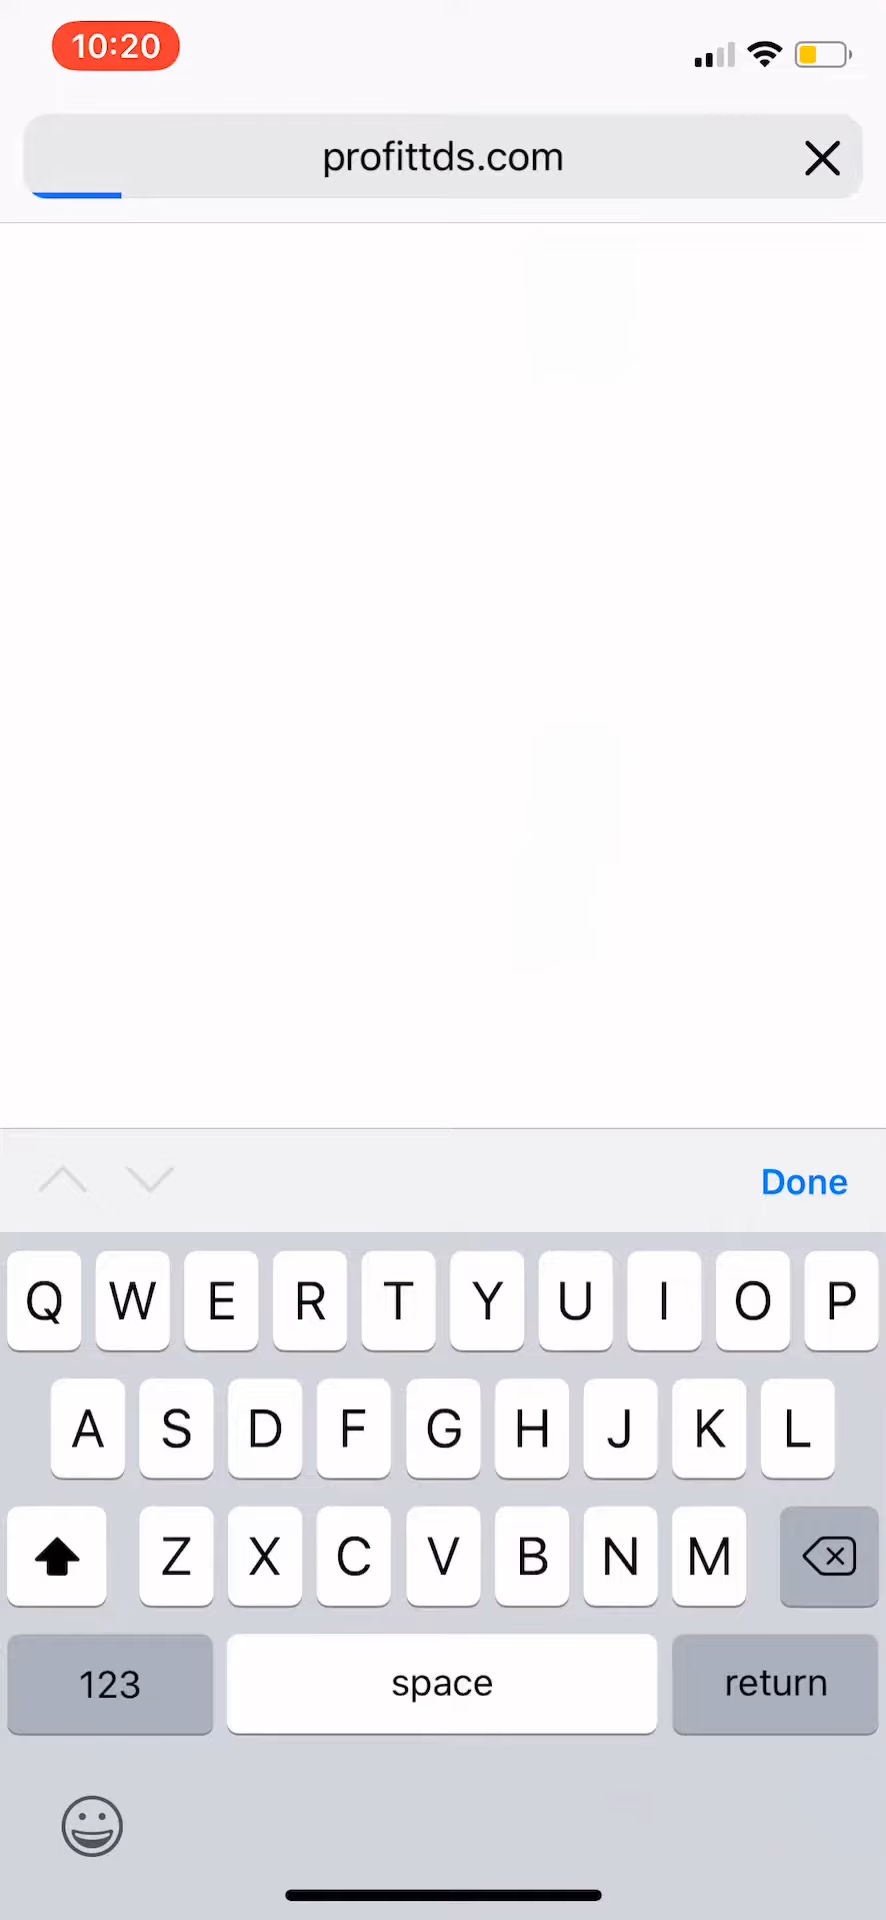 10:20
profittds.com
Done
Q W E R T Y U I O P
A S D F G H J K L
Z X C V B N M
123 space return